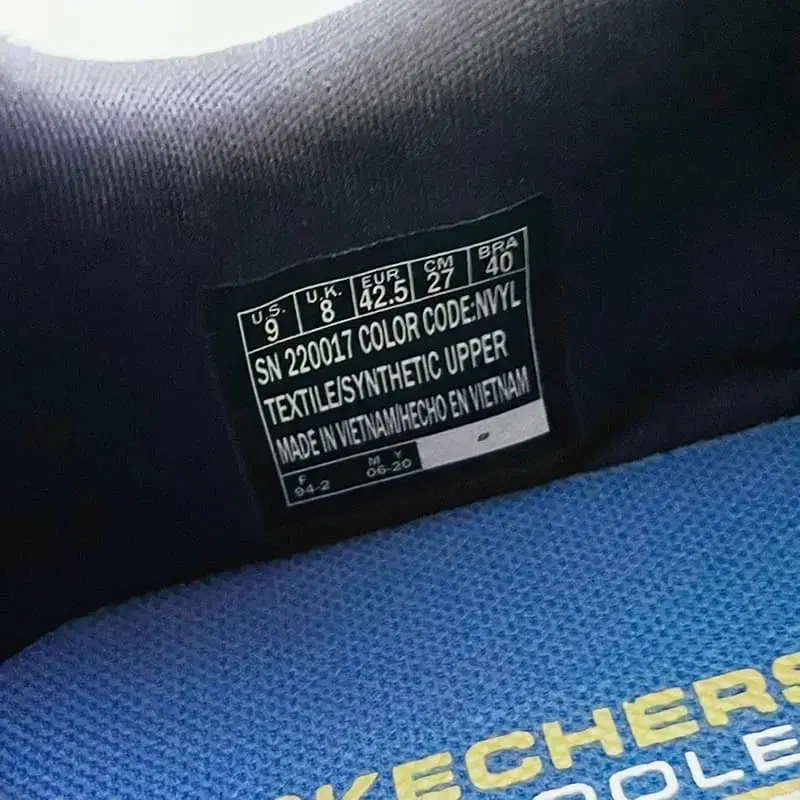 U.S. U.K. EUR CM BRA
9 8 42.5 27 40
SN 220017 COLOR CODE:NVYL
TEXTILE/SYNTHETIC UPPER
MADE IN VIETNAM/HECHO EN VIETNAM
F M Y
94-2 06-20
SKECHERS
OOLE